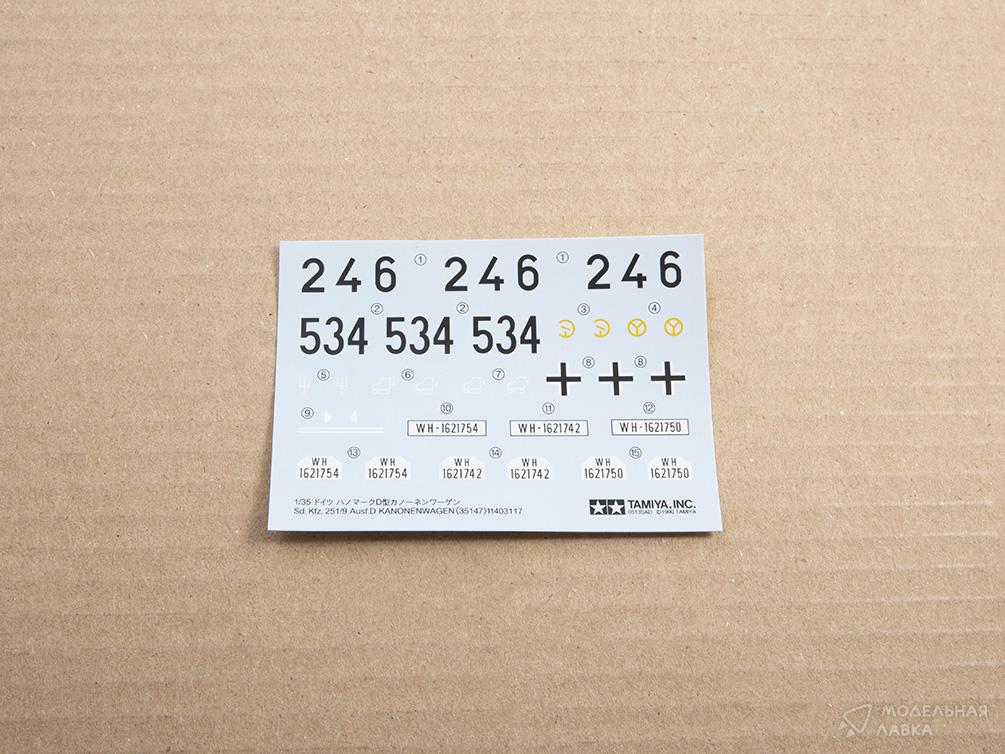 246 ① 246 ① 246
② ② ③ ④
534 534 534
⑤ ⑥ ⑦ ⑧ ⑧
⑨ ⑩ ⑪ ⑫
WH-1621754 WH-1621742 WH-1621750
⑬ ⑭ ⑮
WH WH WH WH WH WH
1621754 1621754 1621742 1621742 1621750 1621750
1/35 ドイツ ハノマークD型カノーネンワーゲン
Sd. Kfz. 251/9 Ausf.D KANONENWAGEN (35147) 11403117
TAMIYA, INC.
0513SAD ©1990 TAMIYA
МОДЕЛЬНАЯ
ЛАВКА